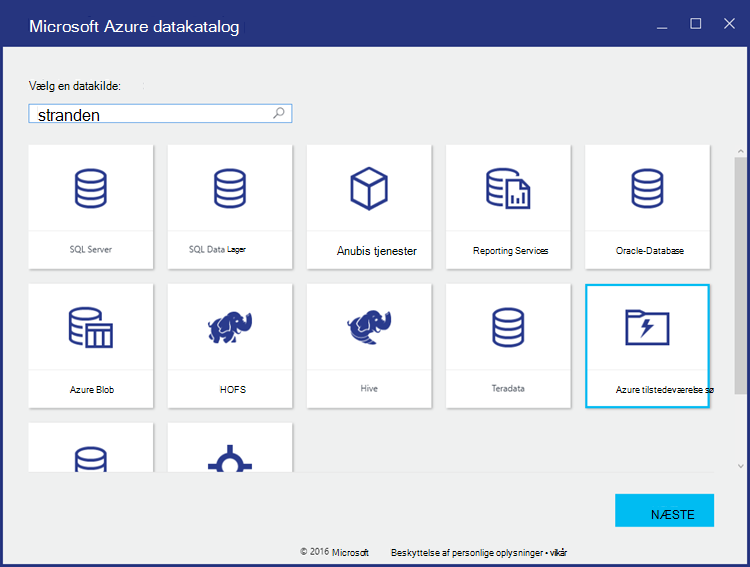 Microsoft Azure datakatalog
Vælg en datakilde:
stranden
SQL Server
SQL Data Lager
Anubis tjenester
Reporting Services
Oracle-Database
Azure Blob
HOFS
Hive
Teradata
Azure tilstedeværelse sø
NÆSTE
© 2016 Microsoft Beskyttelse af personlige oplysninger • vilkår